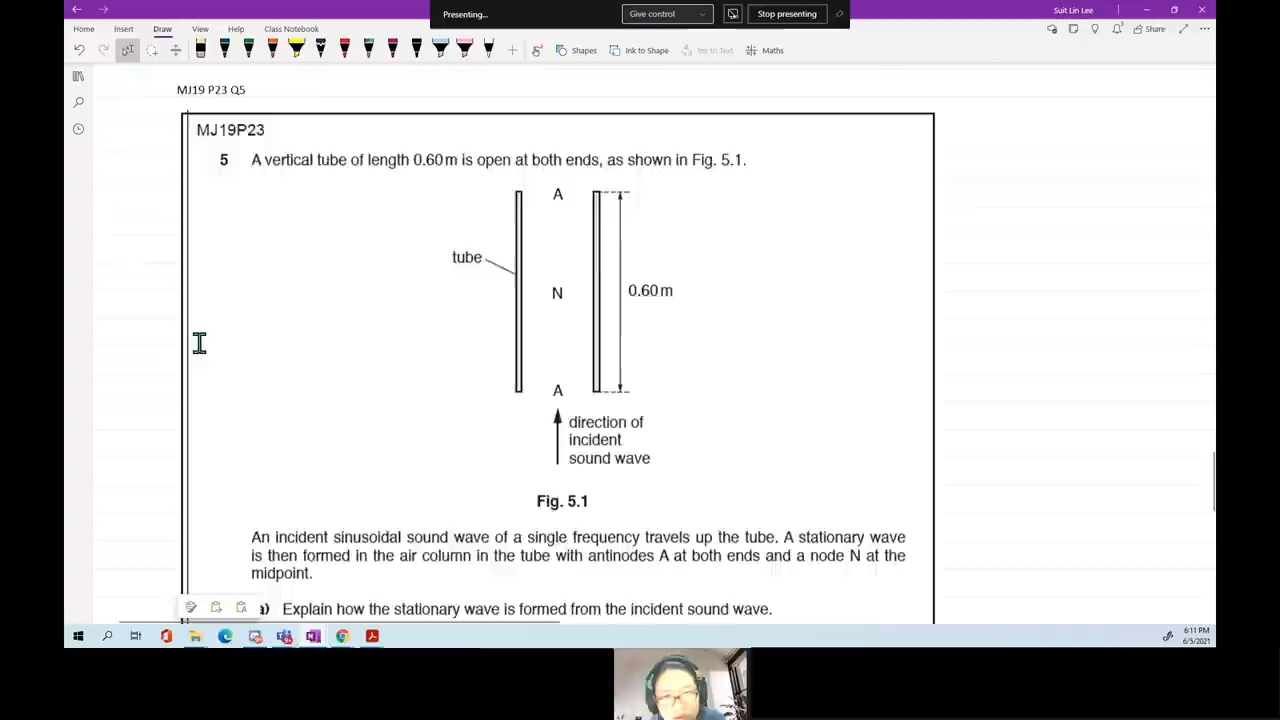 Presenting...
Give control
Stop presenting
Suit Lin Lee
Home
Insert
Draw
View
Help
Class Notebook
Share
Shapes
Ink to Shape
Ink to Text
Maths
MJ19 P23 Q5
MJ19P23
5 A vertical tube of length 0.60 m is open at both ends, as shown in Fig. 5.1.
A
tube
N
0.60 m
A
direction of
incident
sound wave
Fig. 5.1
An incident sinusoidal sound wave of a single frequency travels up the tube. A stationary wave
is then formed in the air column in the tube with antinodes A at both ends and a node N at the
midpoint.
a) Explain how the stationary wave is formed from the incident sound wave.
6:11 PM
6/5/2021